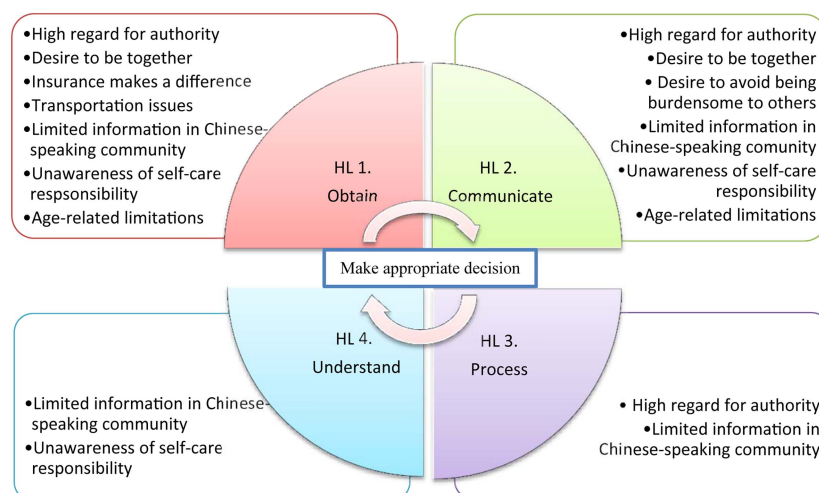 •High regard for authority
•Desire to be together
•Insurance makes a difference
•Transportation issues
•Limited information in Chinese-
speaking community
•Unawareness of self-care
respsonsibility
•Age-related limitations
•High regard for authority
•Desire to be together
• Desire to avoid being
burdensome to others
•Limited information in
Chinese-speaking comunity
•Unawareness of self-care
responsibility
•Age-related limitations
HL 1.
Obtain
HL 2.
Communicate
Make appropriate decision
HL 4.
Understand
HL 3.
Process
•Limited information in Chinese-
speaking community
•Unawareness of self-care
responsibility
• High regard for authority
•Limited information in
Chinese-speaking community